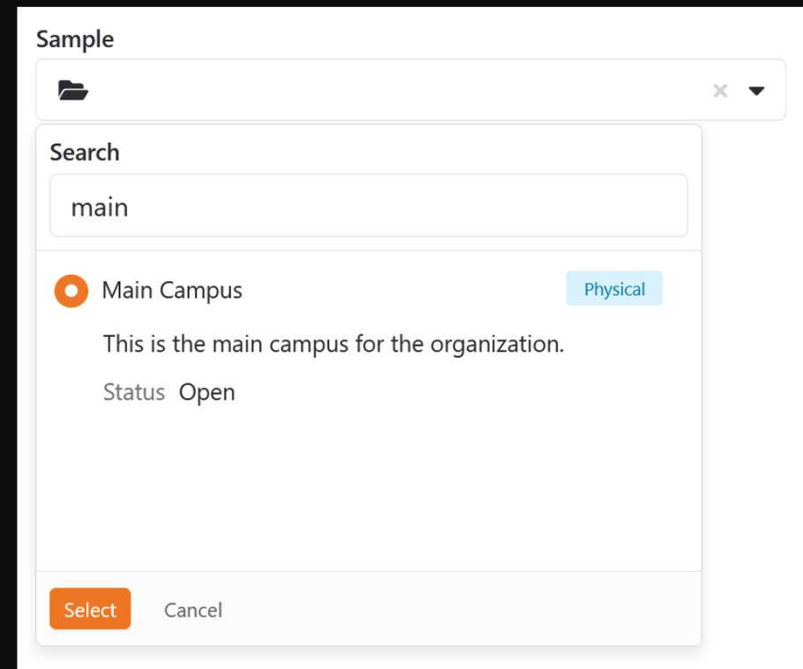 Sample
Search
main
Main Campus Physical
This is the main campus for the organization.
Status Open
Select Cancel